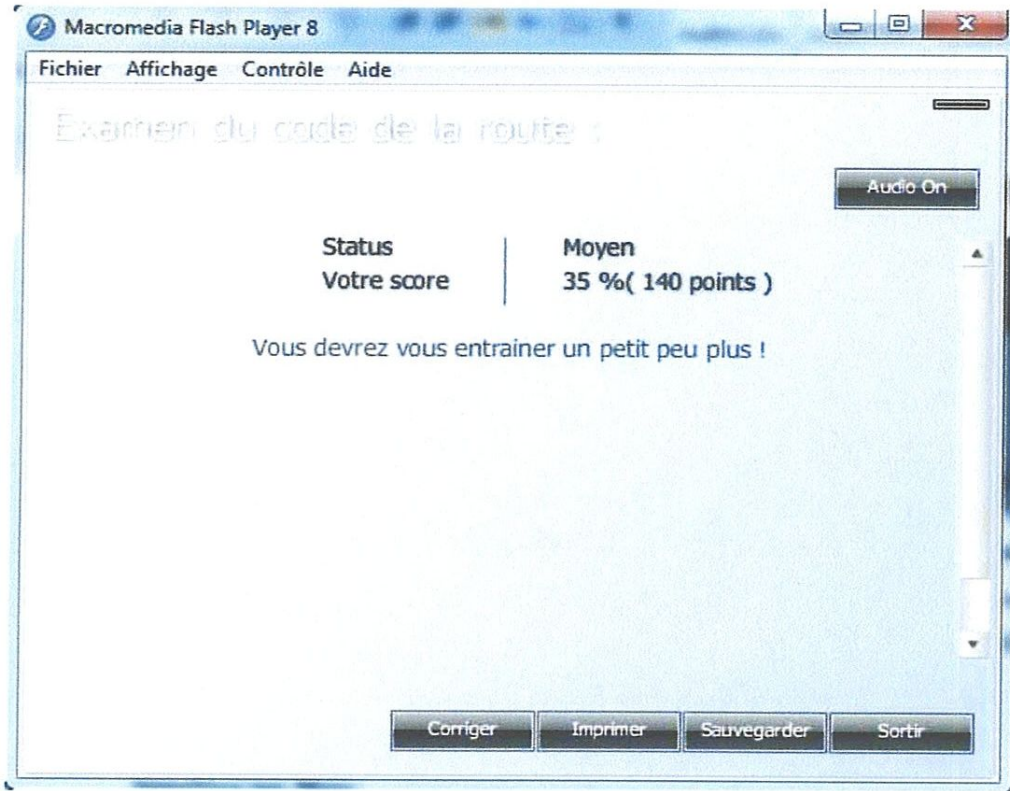 Macromedia Flash Player 8
Fichier Affichage Contrôle Aide
Examen du code de la route :
Audio On
Status Moyen
Votre score 35 %( 140 points )
Vous devrez vous entrainer un petit peu plus !
Corriger Imprimer Sauvegarder Sortir